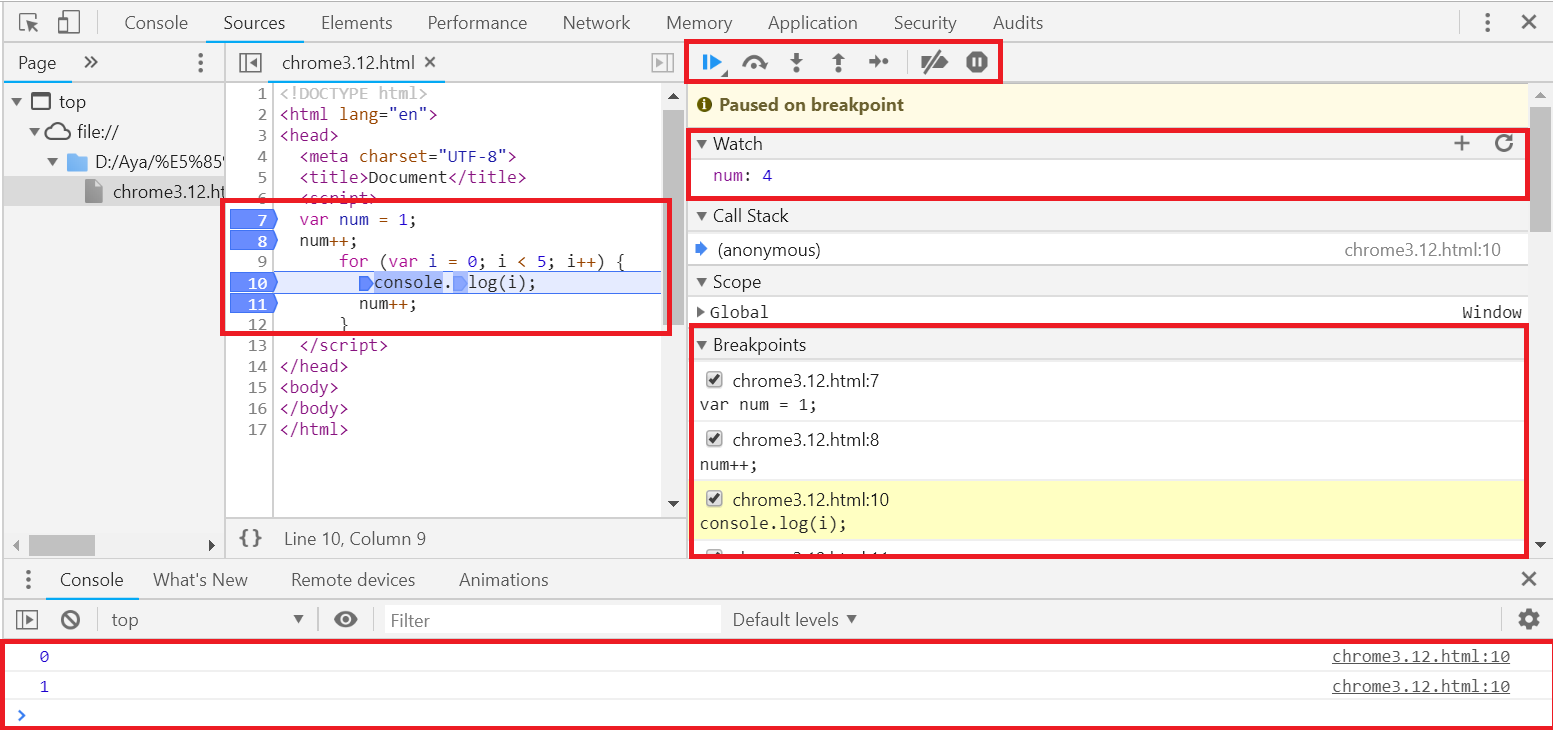 Console Sources Elements Performance Network Memory Application Security Audits
Page
top
file://
D:/Aya/%E5%85
chrome3.12.ht
chrome3.12.html
1 <!DOCTYPE html>
2 <html lang="en">
3 <head>
4 <meta charset="UTF-8">
5 <title>Document</title>
6 <script>
7 var num = 1;
8 num++;
9 for (var i = 0; i < 5; i++) {
10 console.log(i);
11 num++;
12 }
13 </script>
14 </head>
15 <body>
16 </body>
17 </html>
{} Line 10, Column 9
Paused on breakpoint
Watch
num: 4
Call Stack
(anonymous) chrome3.12.html:10
Scope
Global Window
Breakpoints
chrome3.12.html:7
var num = 1;
chrome3.12.html:8
num++;
chrome3.12.html:10
console.log(i);
Console What's New Remote devices Animations
top Filter Default levels
0 chrome3.12.html:10
1 chrome3.12.html:10